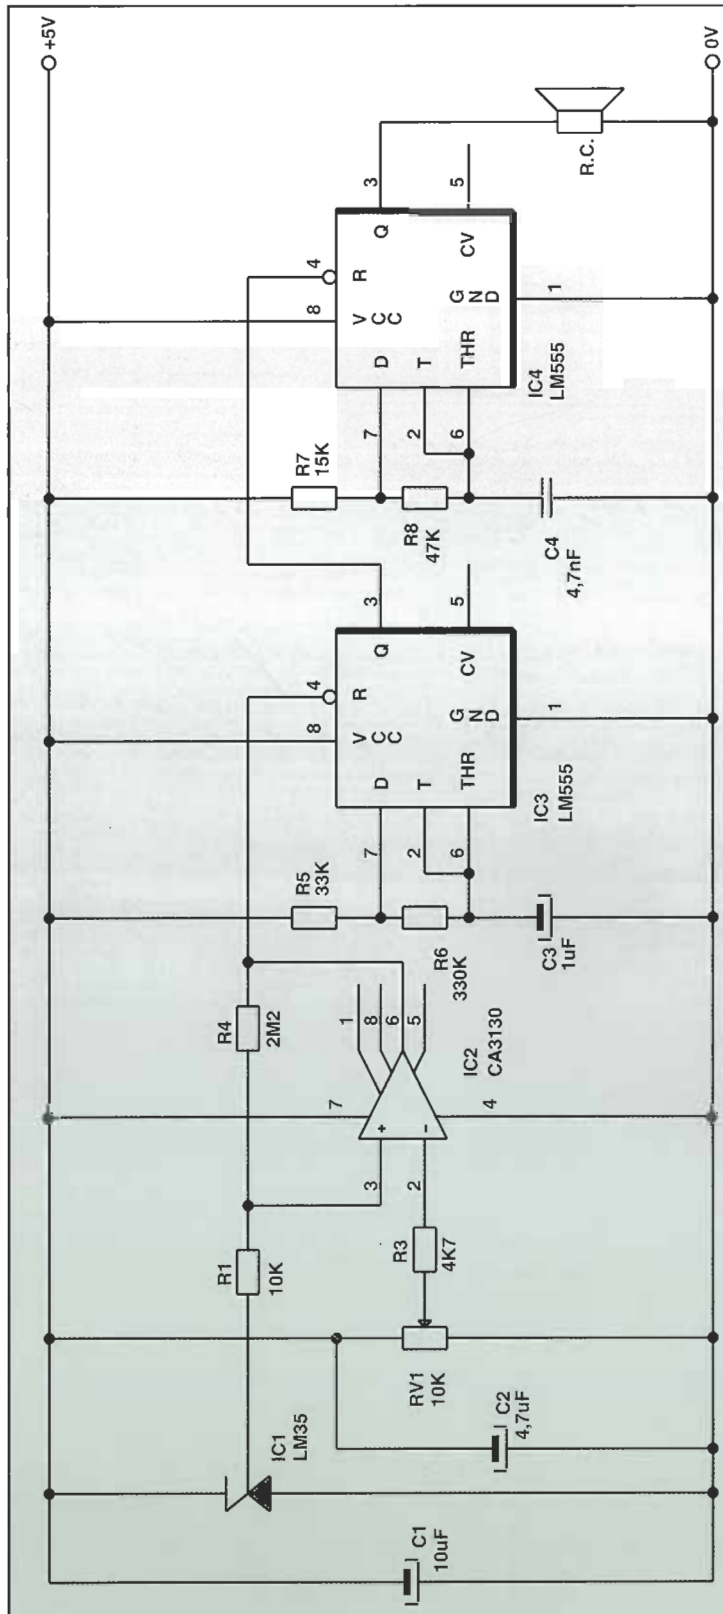 +5V
0V
C1
10uF
IC1
LM35
C2
4,7uF
RV1
10K
R1
10K
R3
4K7
3
2
+
-
7
4
1
8
6
5
IC2
CA3130
R4
2M2
R5
33K
R6
330K
C3
1uF
7
2
6
8
4
3
5
1
D
T
THR
V
C
C
R
Q
CV
G
N
D
IC3
LM555
R7
15K
R8
47K
C4
4,7nF
7
2
6
8
4
3
5
1
D
T
THR
V
C
C
R
Q
CV
G
N
D
IC4
LM555
R.C.